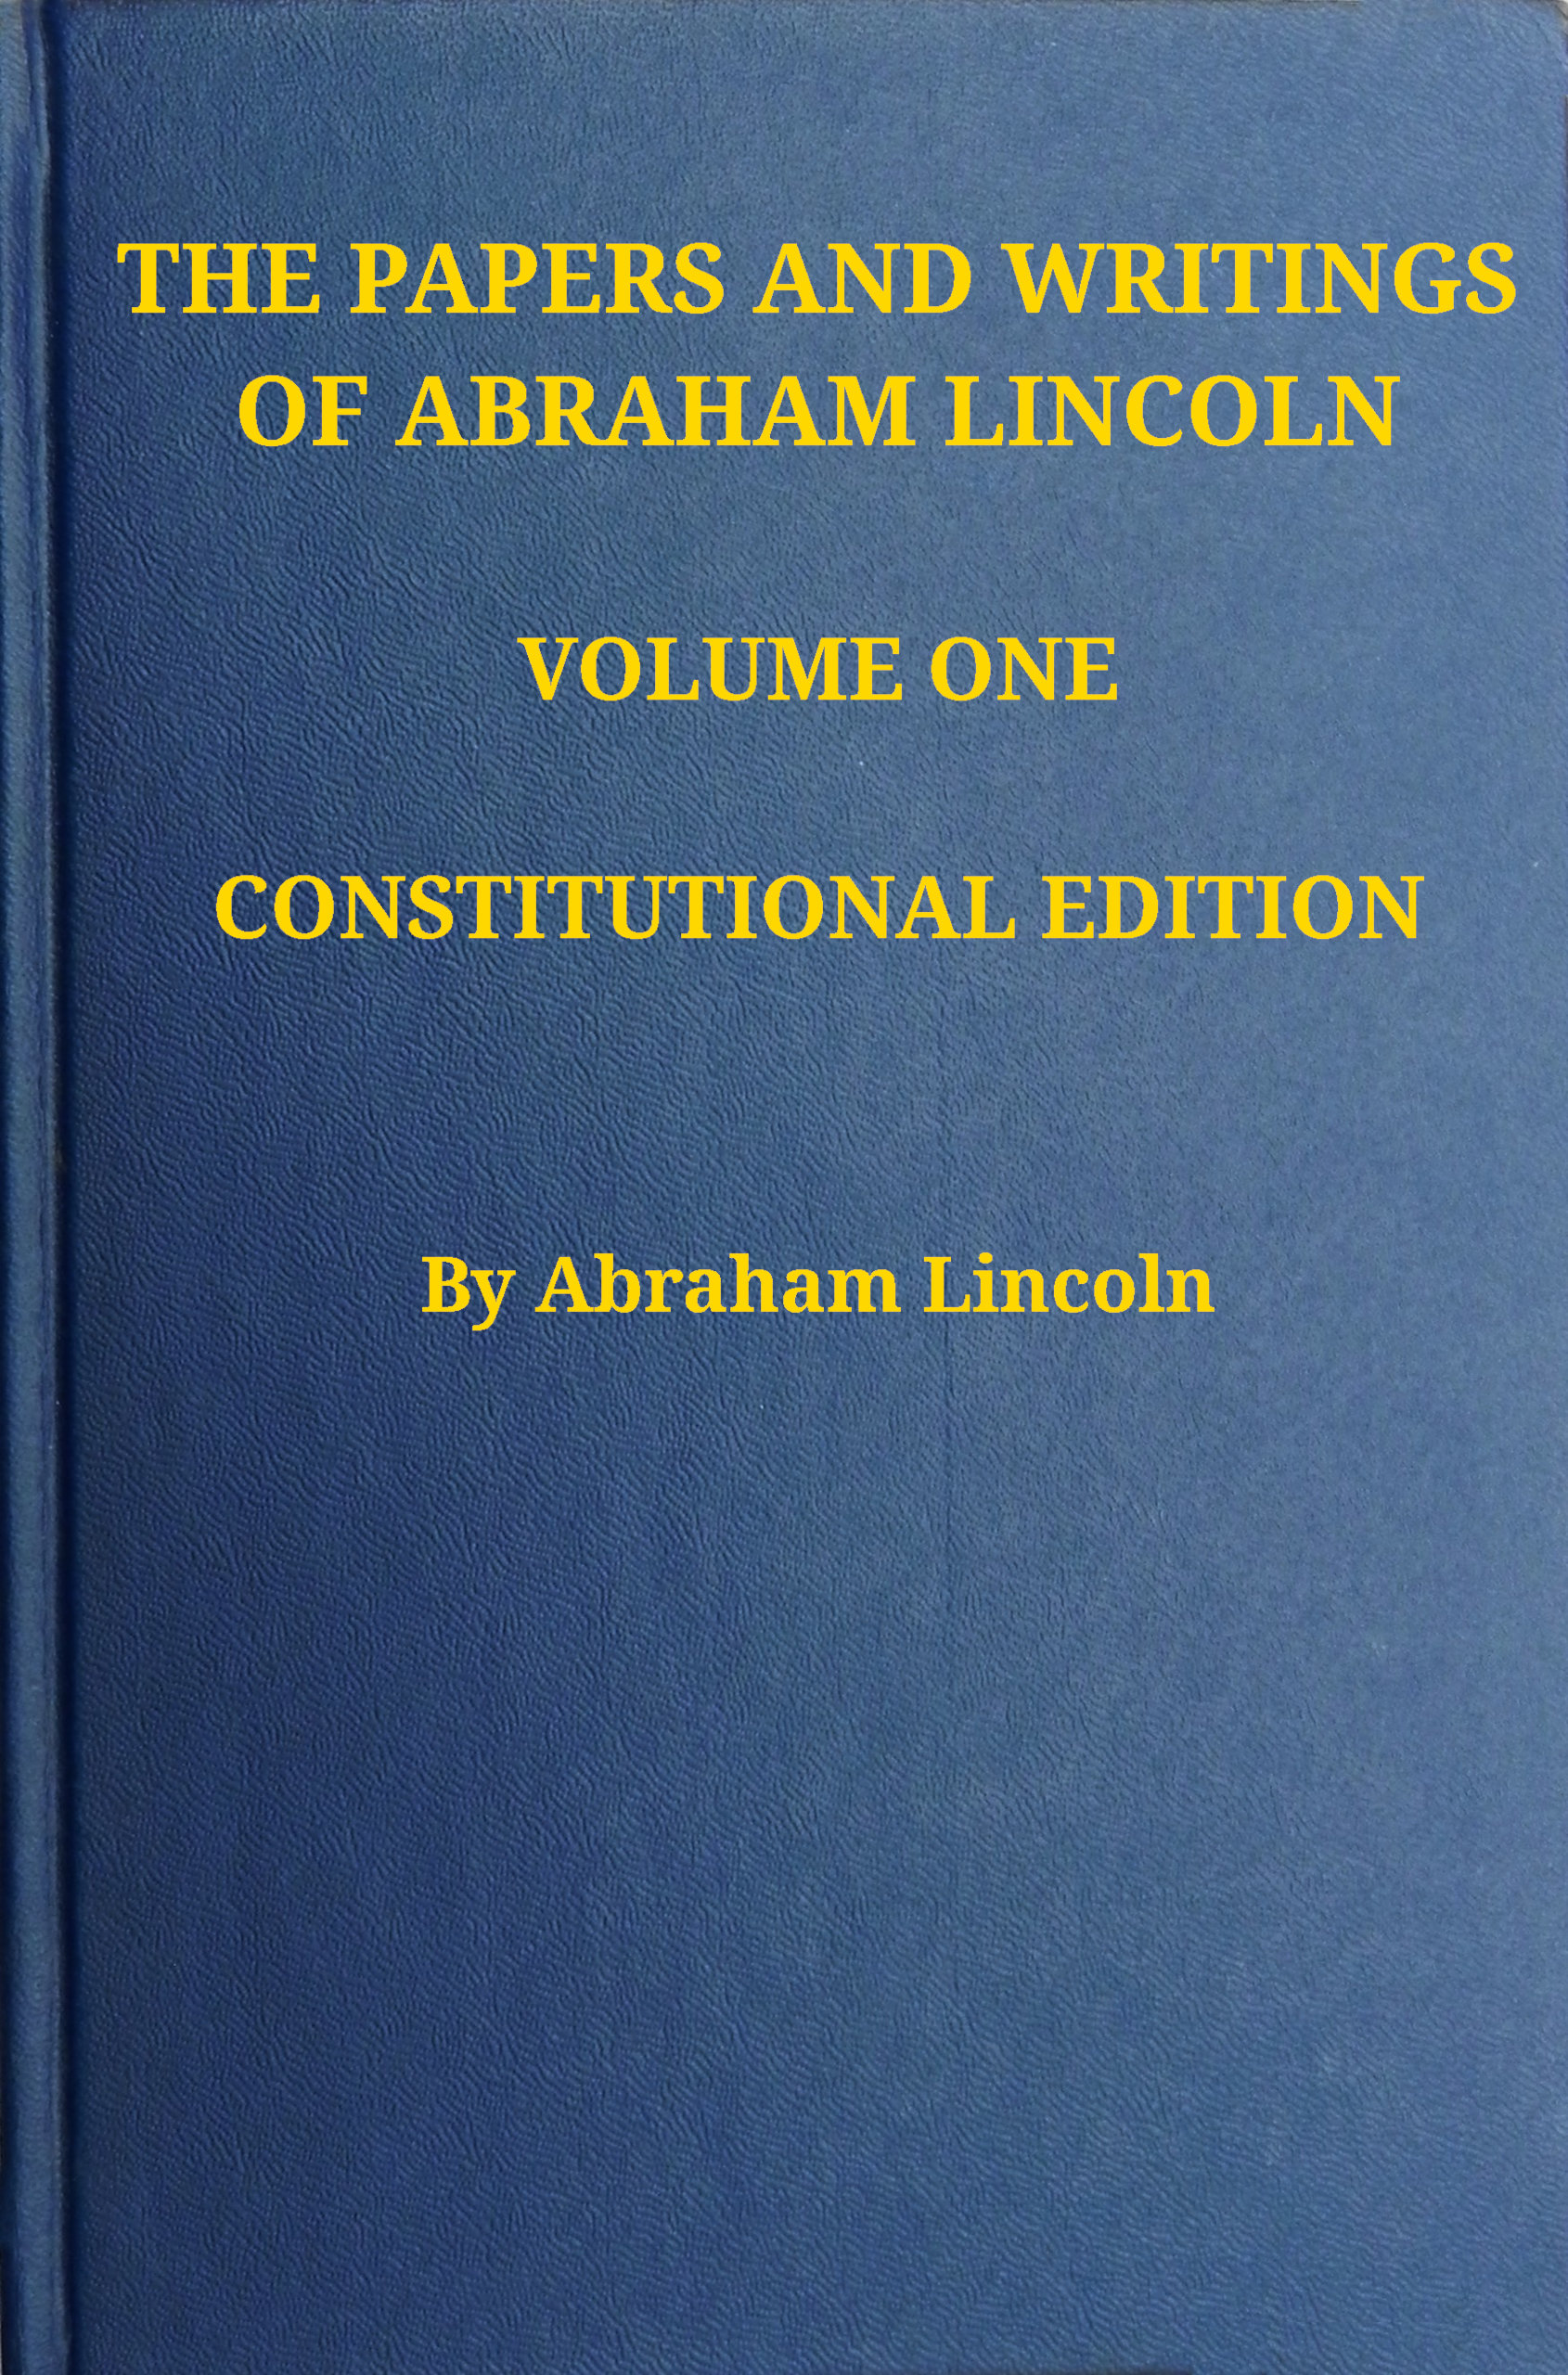 THE PAPERS AND WRITINGS
OF ABRAHAM LINCOLN
VOLUME ONE
CONSTITUTIONAL EDITION
By Abraham Lincoln